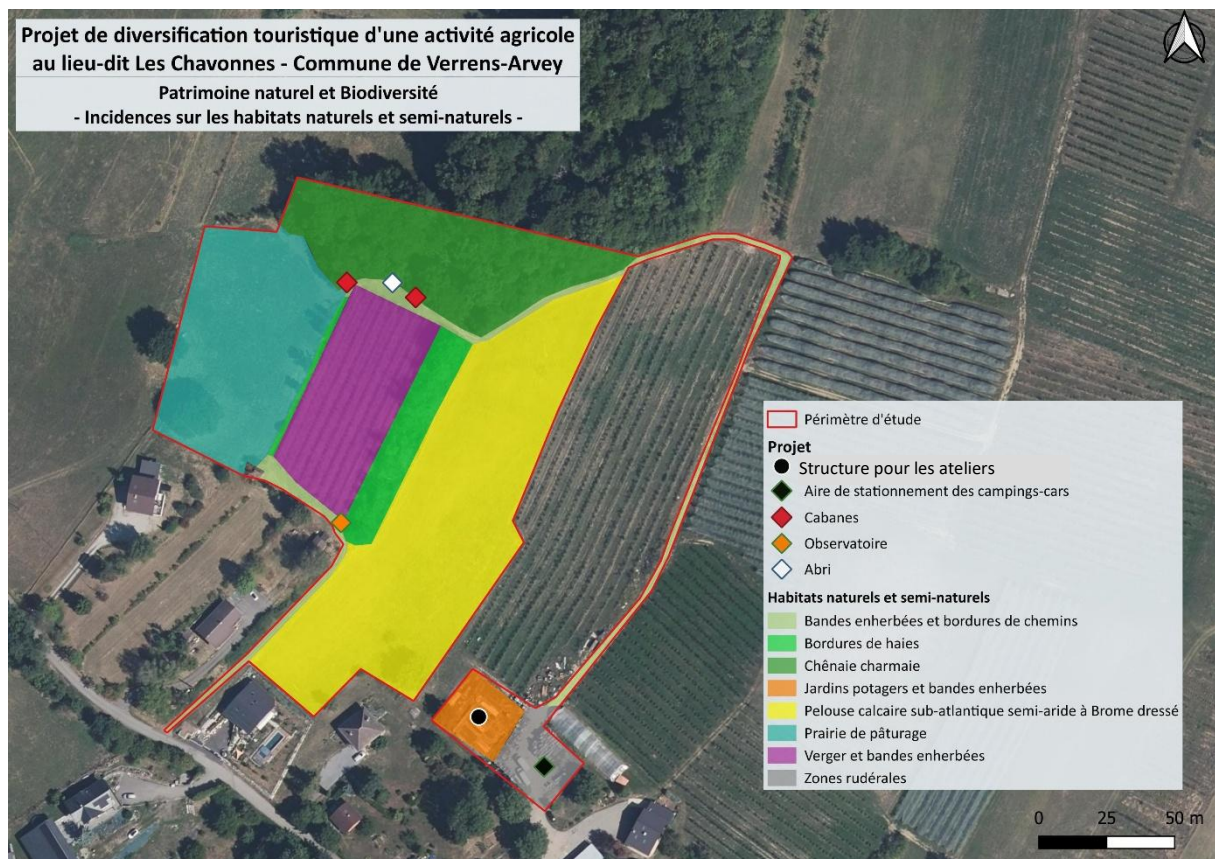 Projet de diversification touristique d'une activité agricole
au lieu-dit Les Chavonnes - Commune de Verrens-Arvey
Patrimoine naturel et Biodiversité
- Incidences sur les habitats naturels et semi-naturels -
Périmètre d'étude
Projet
Structure pour les ateliers
Aire de stationnement des campings-cars
Cabanes
Observatoire
Abri
Habitats naturels et semi-naturels
Bandes enherbées et bordures de chemins
Bordures de haies
Chênaie charmaie
Jardins potagers et bandes enherbées
Pelouse calcaire sub-atlantique semi-aride à Brome dressé
Prairie de pâturage
Verger et bandes enherbées
Zones rudérales
0 25 50 m